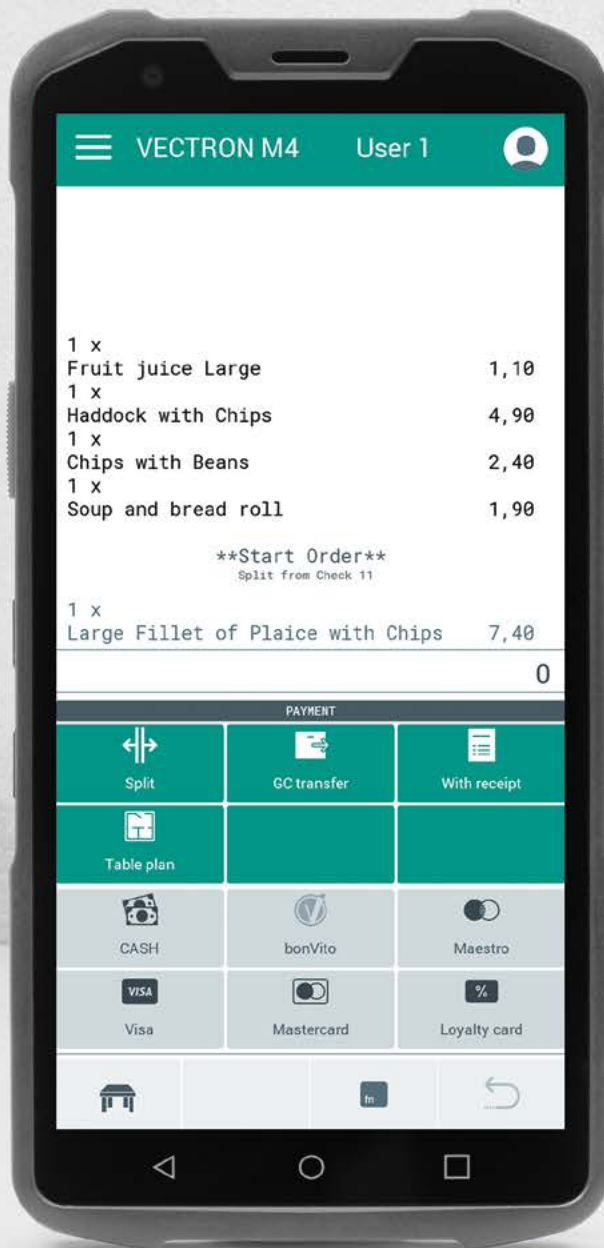 VECTRON M4 User 1
1 x
Fruit juice Large 1,10
1 x
Haddock with Chips 4,90
1 x
Chips with Beans 2,40
1 x
Soup and bread roll 1,90
**Start Order**
Split from Check 11
1 x
Large Fillet of Plaice with Chips 7,40
0
PAYMENT
Split GC transfer With receipt
Table plan
CASH bonVito Maestro
VISA %
Visa Mastercard Loyalty card
fn